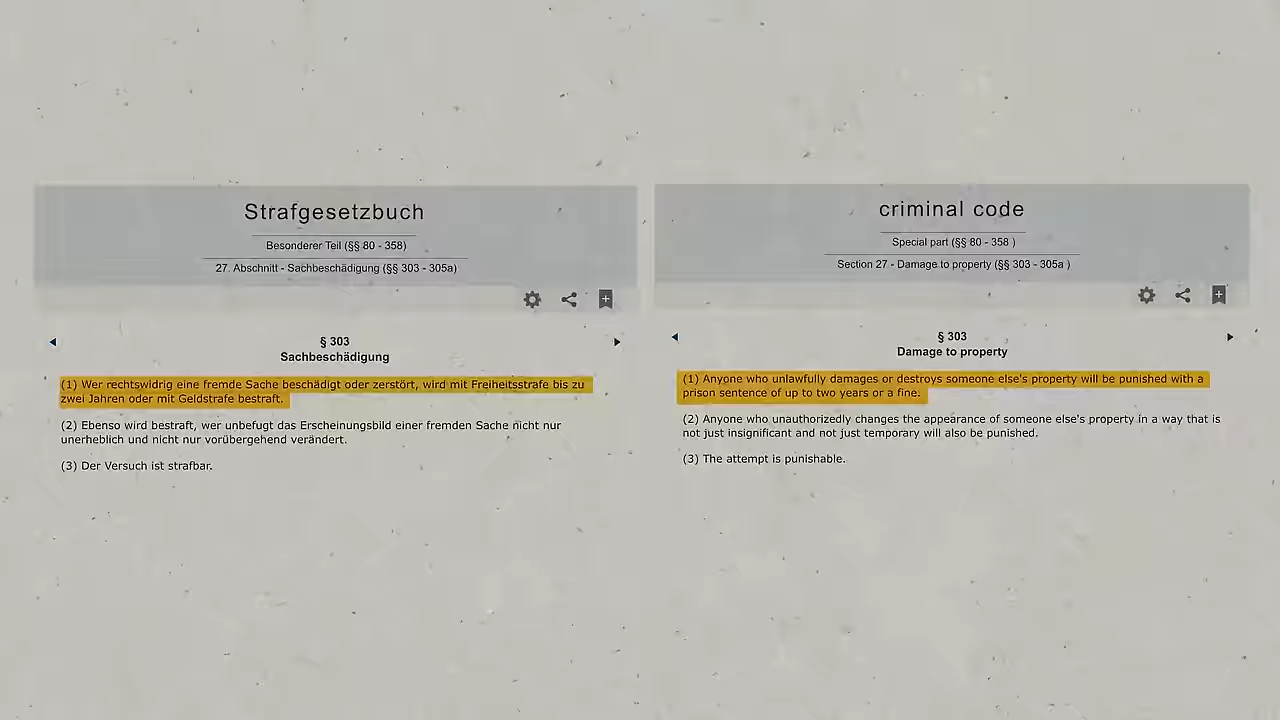 Strafgesetzbuch
Besonderer Teil (§§ 80 - 358)
27. Abschnitt - Sachbeschädigung (§§ 303 - 305a)
§ 303
Sachbeschädigung
(1) Wer rechtswidrig eine fremde Sache beschädigt oder zerstört, wird mit Freiheitsstrafe bis zu
zwei Jahren oder mit Geldstrafe bestraft.
(2) Ebenso wird bestraft, wer unbefugt das Erscheinungsbild einer fremden Sache nicht nur
unerheblich und nicht nur vorübergehend verändert.
(3) Der Versuch ist strafbar.
criminal code
Special part (§§ 80 - 358 )
Section 27 - Damage to property (§§ 303 - 305a )
§ 303
Damage to property
(1) Anyone who unlawfully damages or destroys someone else's property will be punished with a
prison sentence of up to two years or a fine.
(2) Anyone who unauthorizedly changes the appearance of someone else's property in a way that is
not just insignificant and not just temporary will also be punished.
(3) The attempt is punishable.